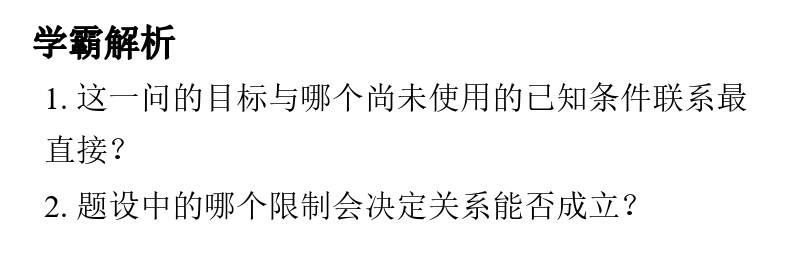 学霸解析
1. 这一问的目标与哪个尚未使用的已知条件联系最
直接？
2. 题设中的哪个限制会决定关系能否成立？